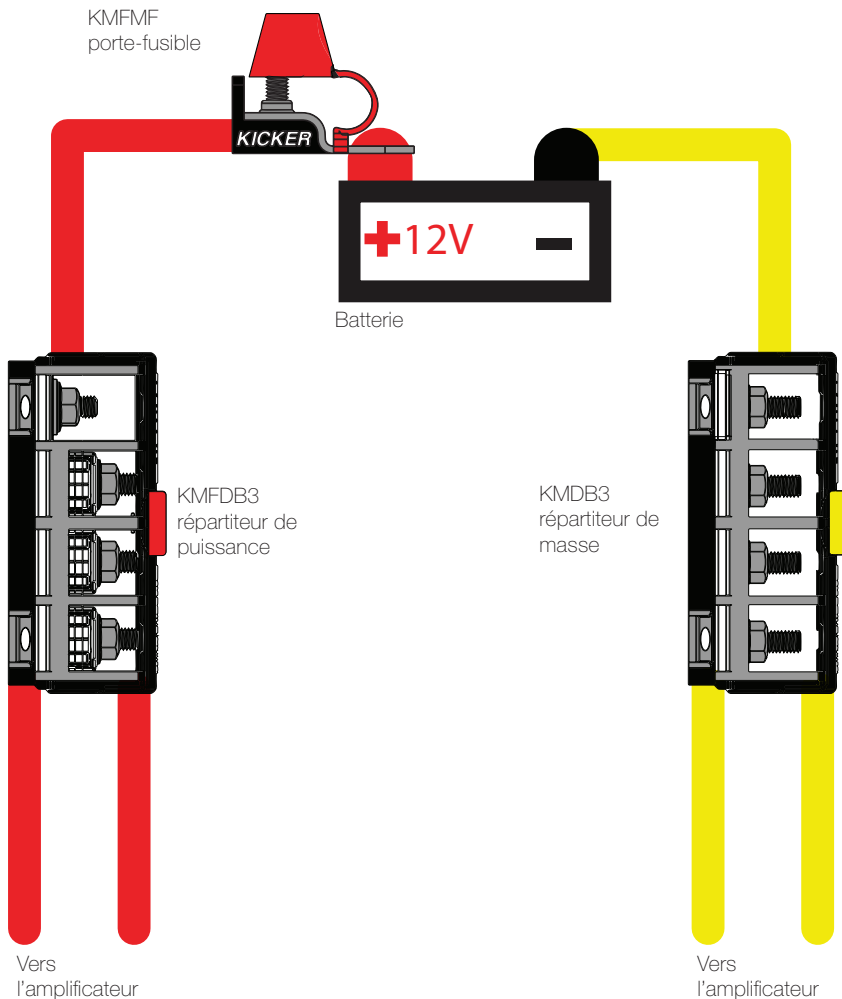 KMFMF
porte-fusible
KICKER
+12V -
Batterie
KMFDB3
répartiteur de
puissance
KMDB3
répartiteur de
masse
Vers
l'amplificateur
Vers
l'amplificateur